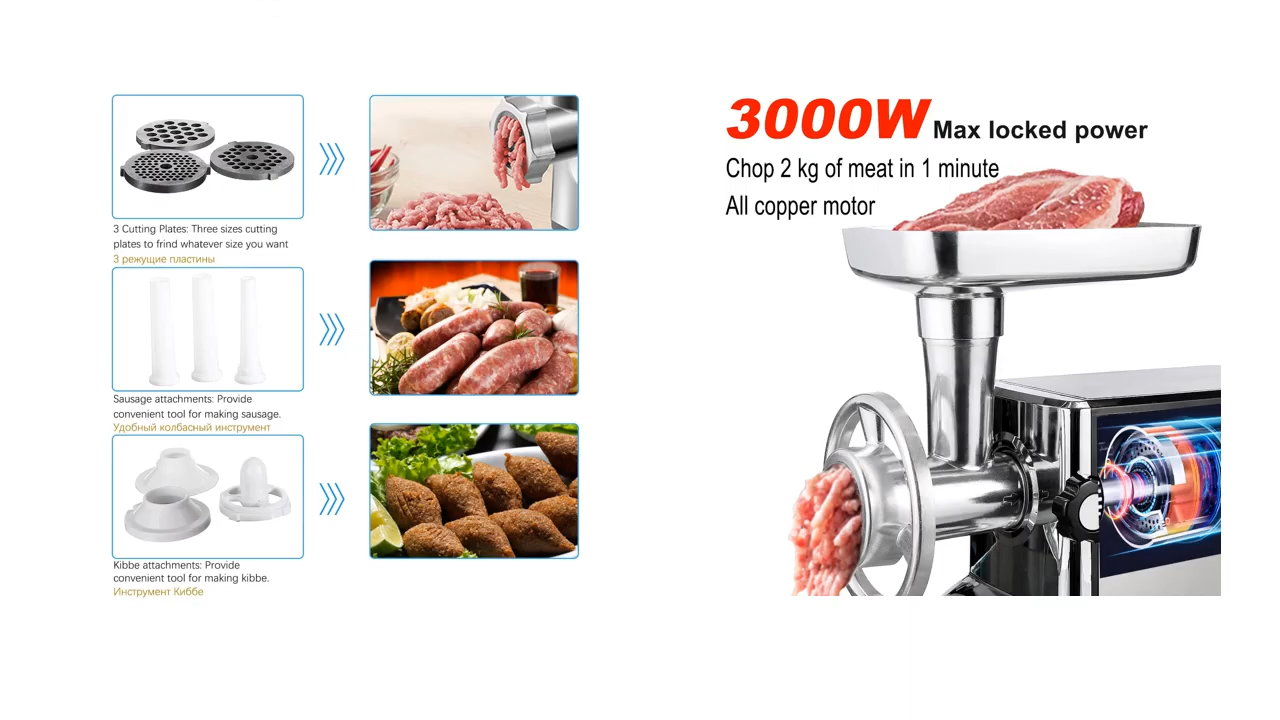 3 Cutting Plates: Three sizes cutting
plates to frind whatever size you want
3 режущие пластины
Sausage attachments: Provide
convenient tool for making sausage.
Удобный колбасный инструмент
Kibbe attachments: Provide
convenient tool for making kibbe.
Инструмент Киббе
3000W Max locked power
Chop 2 kg of meat in 1 minute
All copper motor